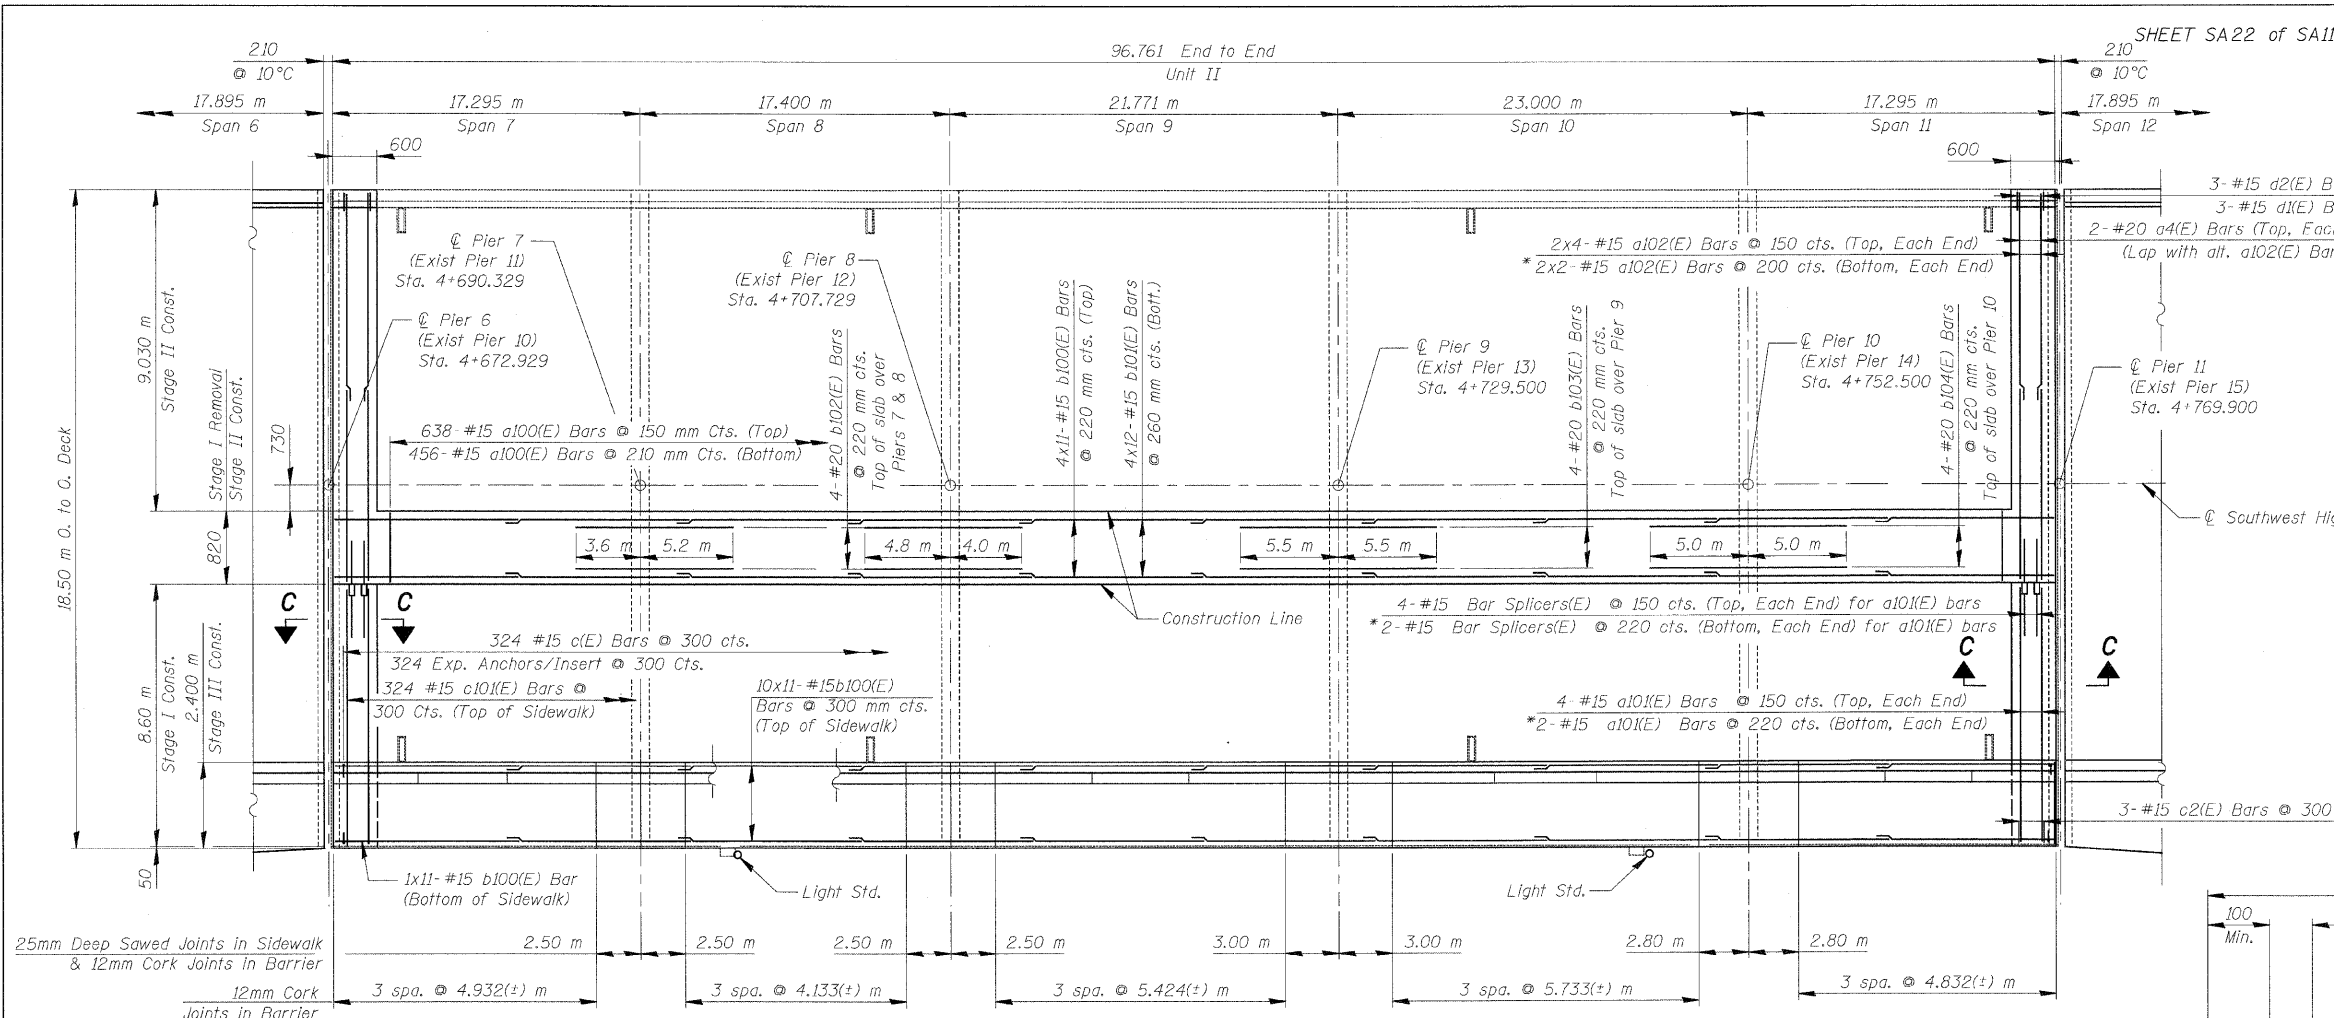 SHEET SA22 of SA11
210
@ 10°C
96.761 End to End
Unit II
210
@ 10°C
17.895 m
Span 6
17.295 m
Span 7
17.400 m
Span 8
21.771 m
Span 9
23.000 m
Span 10
17.295 m
Span 11
17.895 m
Span 12
600
600
3-#15 d2(E) B
3-#15 d1(E) B
2-#20 a4(E) Bars (Top, Eac
(Lap with alt. a102(E) Bar
2x4-#15 a102(E) Bars @ 150 cts. (Top, Each End)
*2x2-#15 a102(E) Bars @ 200 cts. (Bottom, Each End)
℄ Pier 7
(Exist Pier 11)
Sta. 4+690.329
℄ Pier 8
(Exist Pier 12)
Sta. 4+707.729
℄ Pier 6
(Exist Pier 10)
Sta. 4+672.929
℄ Pier 9
(Exist Pier 13)
Sta. 4+729.500
℄ Pier 10
(Exist Pier 14)
Sta. 4+752.500
℄ Pier 11
(Exist Pier 15)
Sta. 4+769.900
18.50 m O. to O. Deck
9.030 m
Stage II Const.
Stage I Removal
Stage II Const.
730
820
638-#15 a100(E) Bars @ 150 mm Cts. (Top)
456-#15 a100(E) Bars @ 210 mm Cts. (Bottom)
4-#20 b102(E) Bars
@ 220 mm cts.
Top of slab over
Piers 7 & 8
4x11-#15 b100(E) Bars
@ 220 mm cts. (Top)
4x12-#15 b101(E) Bars
@ 260 mm cts. (Bott.)
4-#20 b103(E) Bars
@ 220 mm cts.
Top of slab over Pier 9
4-#20 b104(E) Bars
@ 220 mm cts.
Top of slab over Pier 10
℄ Southwest Hig
3.6 m
5.2 m
4.8 m
4.0 m
5.5 m
5.5 m
5.0 m
5.0 m
C
C
Construction Line
4-#15 Bar Splicers(E) @ 150 cts. (Top, Each End) for a101(E) bars
*2-#15 Bar Splicers(E) @ 220 cts. (Bottom, Each End) for a101(E) bars
C
C
8.60 m
Stage I Const.
2.400 m
Stage III Const.
50
324 #15 c(E) Bars @ 300 cts.
324 Exp. Anchors/Insert @ 300 Cts.
324 #15 c101(E) Bars @
300 Cts. (Top of Sidewalk)
10x11-#15b100(E)
Bars @ 300 mm cts.
(Top of Sidewalk)
4-#15 a101(E) Bars @ 150 cts. (Top, Each End)
*2-#15 a101(E) Bars @ 220 cts. (Bottom, Each End)
3-#15 c2(E) Bars @ 300
1x11-#15 b100(E) Bar
(Bottom of Sidewalk)
Light Std.
Light Std.
100
Min.
25mm Deep Sawed Joints in Sidewalk
& 12mm Cork Joints in Barrier
2.50 m
2.50 m
2.50 m
2.50 m
3.00 m
3.00 m
2.80 m
2.80 m
12mm Cork
Joints in Barrier
3 spa. @ 4.932(±) m
3 spa. @ 4.133(±) m
3 spa. @ 5.424(±) m
3 spa. @ 5.733(±) m
3 spa. @ 4.832(±) m